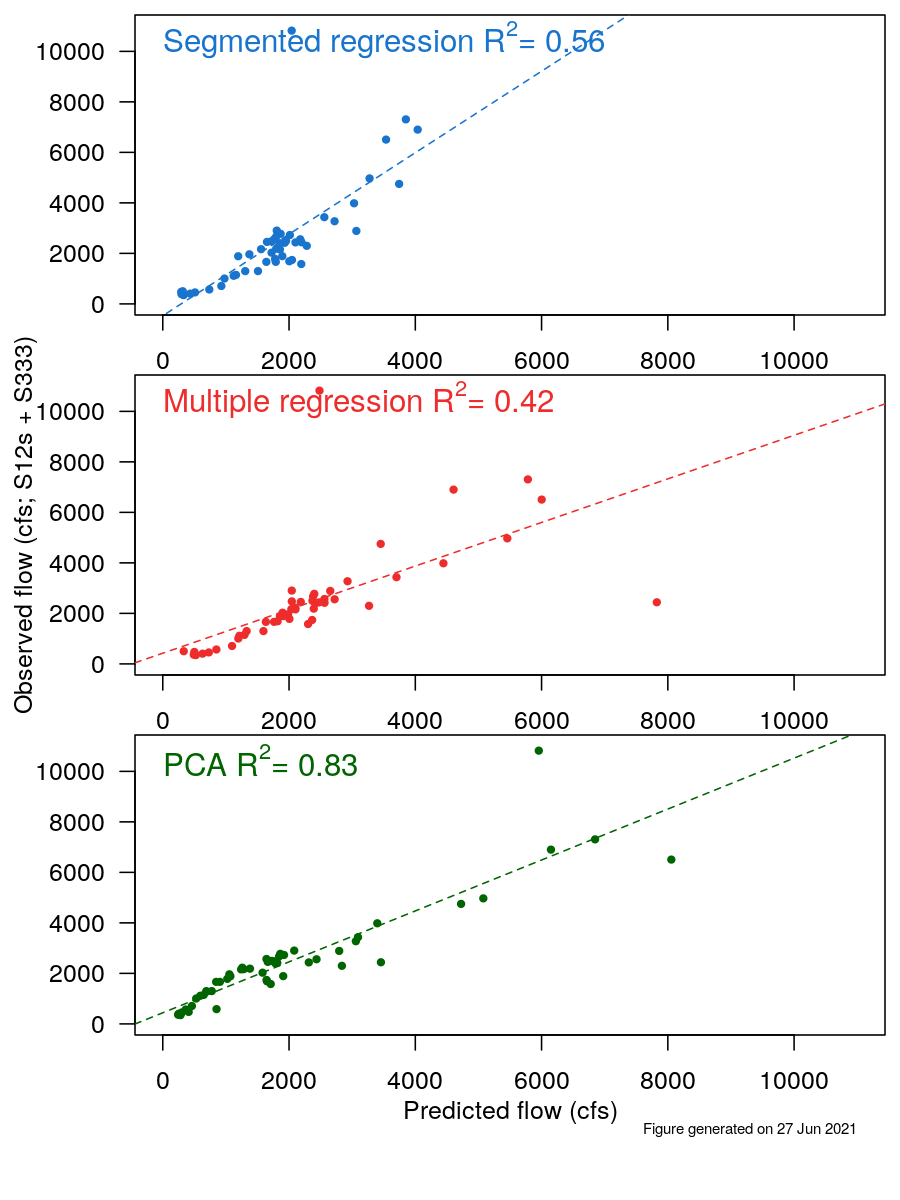 Segmented regression R2= 0.56
10000
8000
6000
4000
2000
0
0 2000 4000 6000 8000 10000
Multiple regression R2= 0.42
10000
8000
6000
4000
2000
0
0 2000 4000 6000 8000 10000
PCA R2= 0.83
10000
8000
6000
4000
2000
0
0 2000 4000 6000 8000 10000
Observed flow (cfs; S12s + S333)
Predicted flow (cfs)
Figure generated on 27 Jun 2021